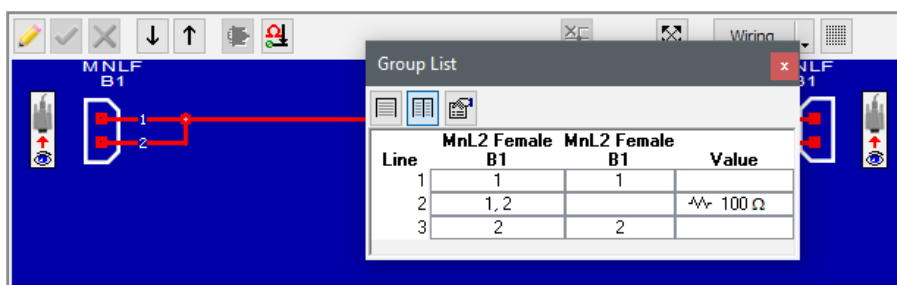 Wiring
MNLF
B1
1
2
NLF
31
Group List
x
MnL2 Female MnL2 Female
Line B1 B1 Value
1 1 1
2 1, 2 100 Ω
3 2 2